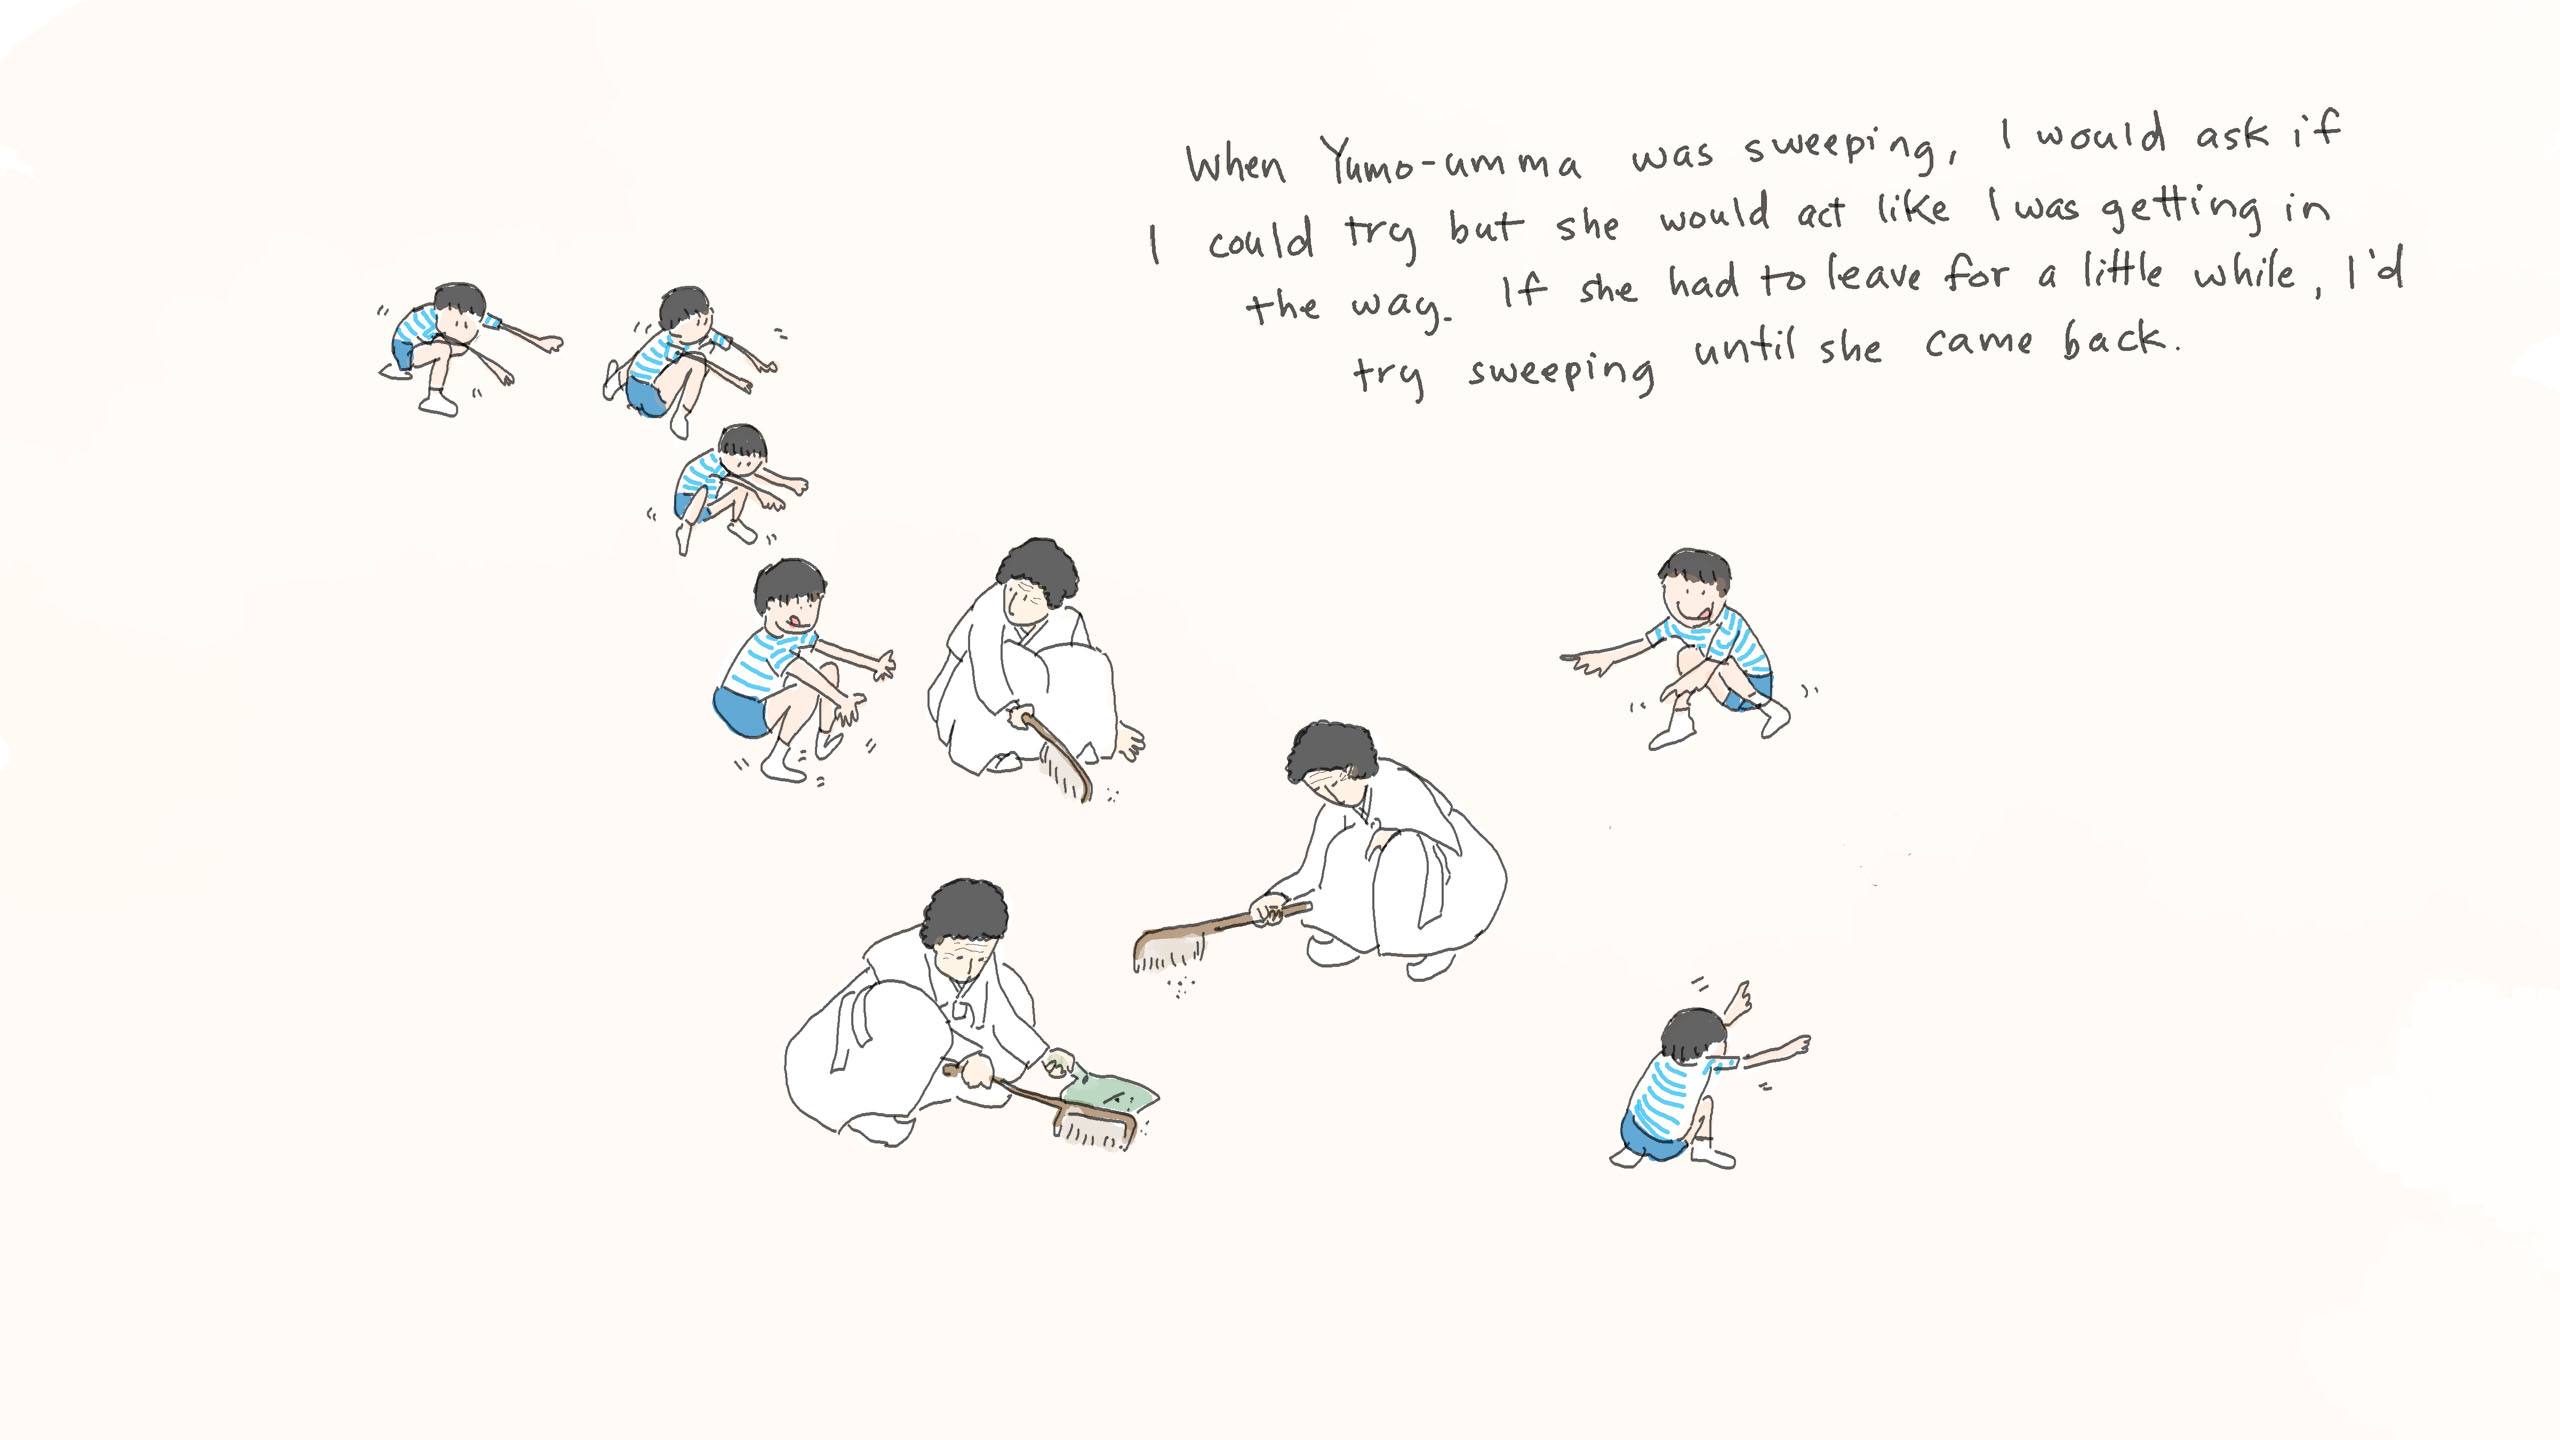 When Yumo-umma was sweeping, I would ask if
I could try but she would act like I was getting in
the way. If she had to leave for a little while, I'd
try sweeping until she came back.